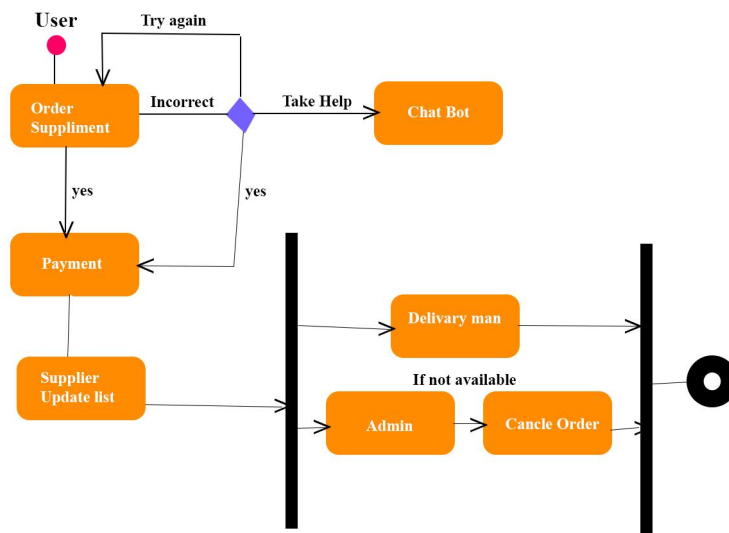 User
Try again
Order
Suppliment
Incorrect
Take Help
Chat Bot
yes
yes
Payment
Delivary man
Supplier
Update list
If not available
Admin
Cancle Order